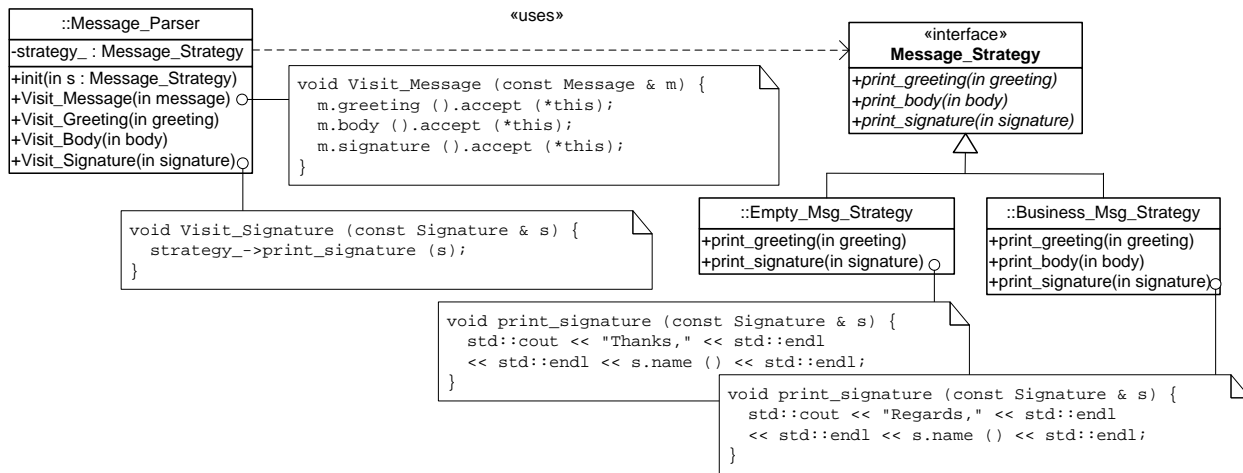 ::Message_Parser
-strategy_ : Message_Strategy
+init(in s : Message_Strategy)
+Visit_Message(in message)
+Visit_Greeting(in greeting)
+Visit_Body(in body)
+Visit_Signature(in signature)
«uses»
«interface»
Message_Strategy
+print_greeting(in greeting)
+print_body(in body)
+print_signature(in signature)
void Visit_Message (const Message & m) {
m.greeting ().accept (*this);
m.body ().accept (*this);
m.signature ().accept (*this);
}
void Visit_Signature (const Signature & s) {
strategy_->print_signature (s);
}
::Empty_Msg_Strategy
+print_greeting(in greeting)
+print_signature(in signature)
::Business_Msg_Strategy
+print_greeting(in greeting)
+print_body(in body)
+print_signature(in signature)
void print_signature (const Signature & s) {
std::cout << "Thanks," << std::endl
<< std::endl << s.name () << std::endl;
}
void print_signature (const Signature & s) {
std::cout << "Regards," << std::endl
<< std::endl << s.name () << std::endl;
}